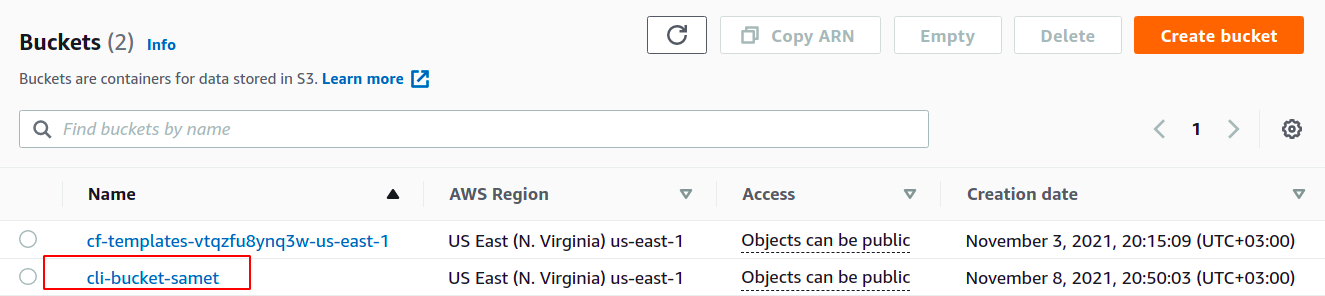 Buckets (2) Info
Copy ARN
Empty
Delete
Create bucket
Buckets are containers for data stored in S3. Learn more
Find buckets by name
1
Name AWS Region Access Creation date
cf-templates-vtqzfu8ynq3w-us-east-1 US East (N. Virginia) us-east-1 Objects can be public November 3, 2021, 20:15:09 (UTC+03:00)
cli-bucket-samet US East (N. Virginia) us-east-1 Objects can be public November 8, 2021, 20:50:03 (UTC+03:00)